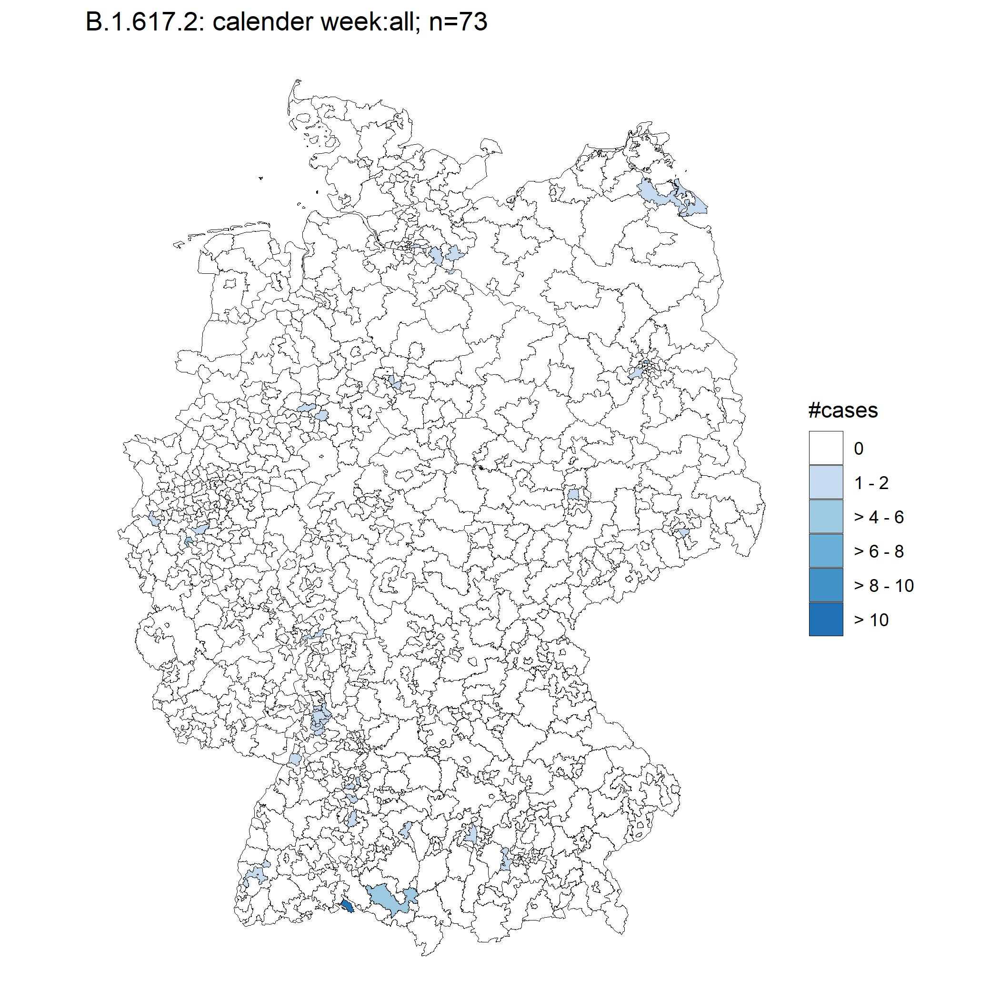 B.1.617.2: calender week:all; n=73
#cases
0
1 - 2
> 4 - 6
> 6 - 8
> 8 - 10
> 10